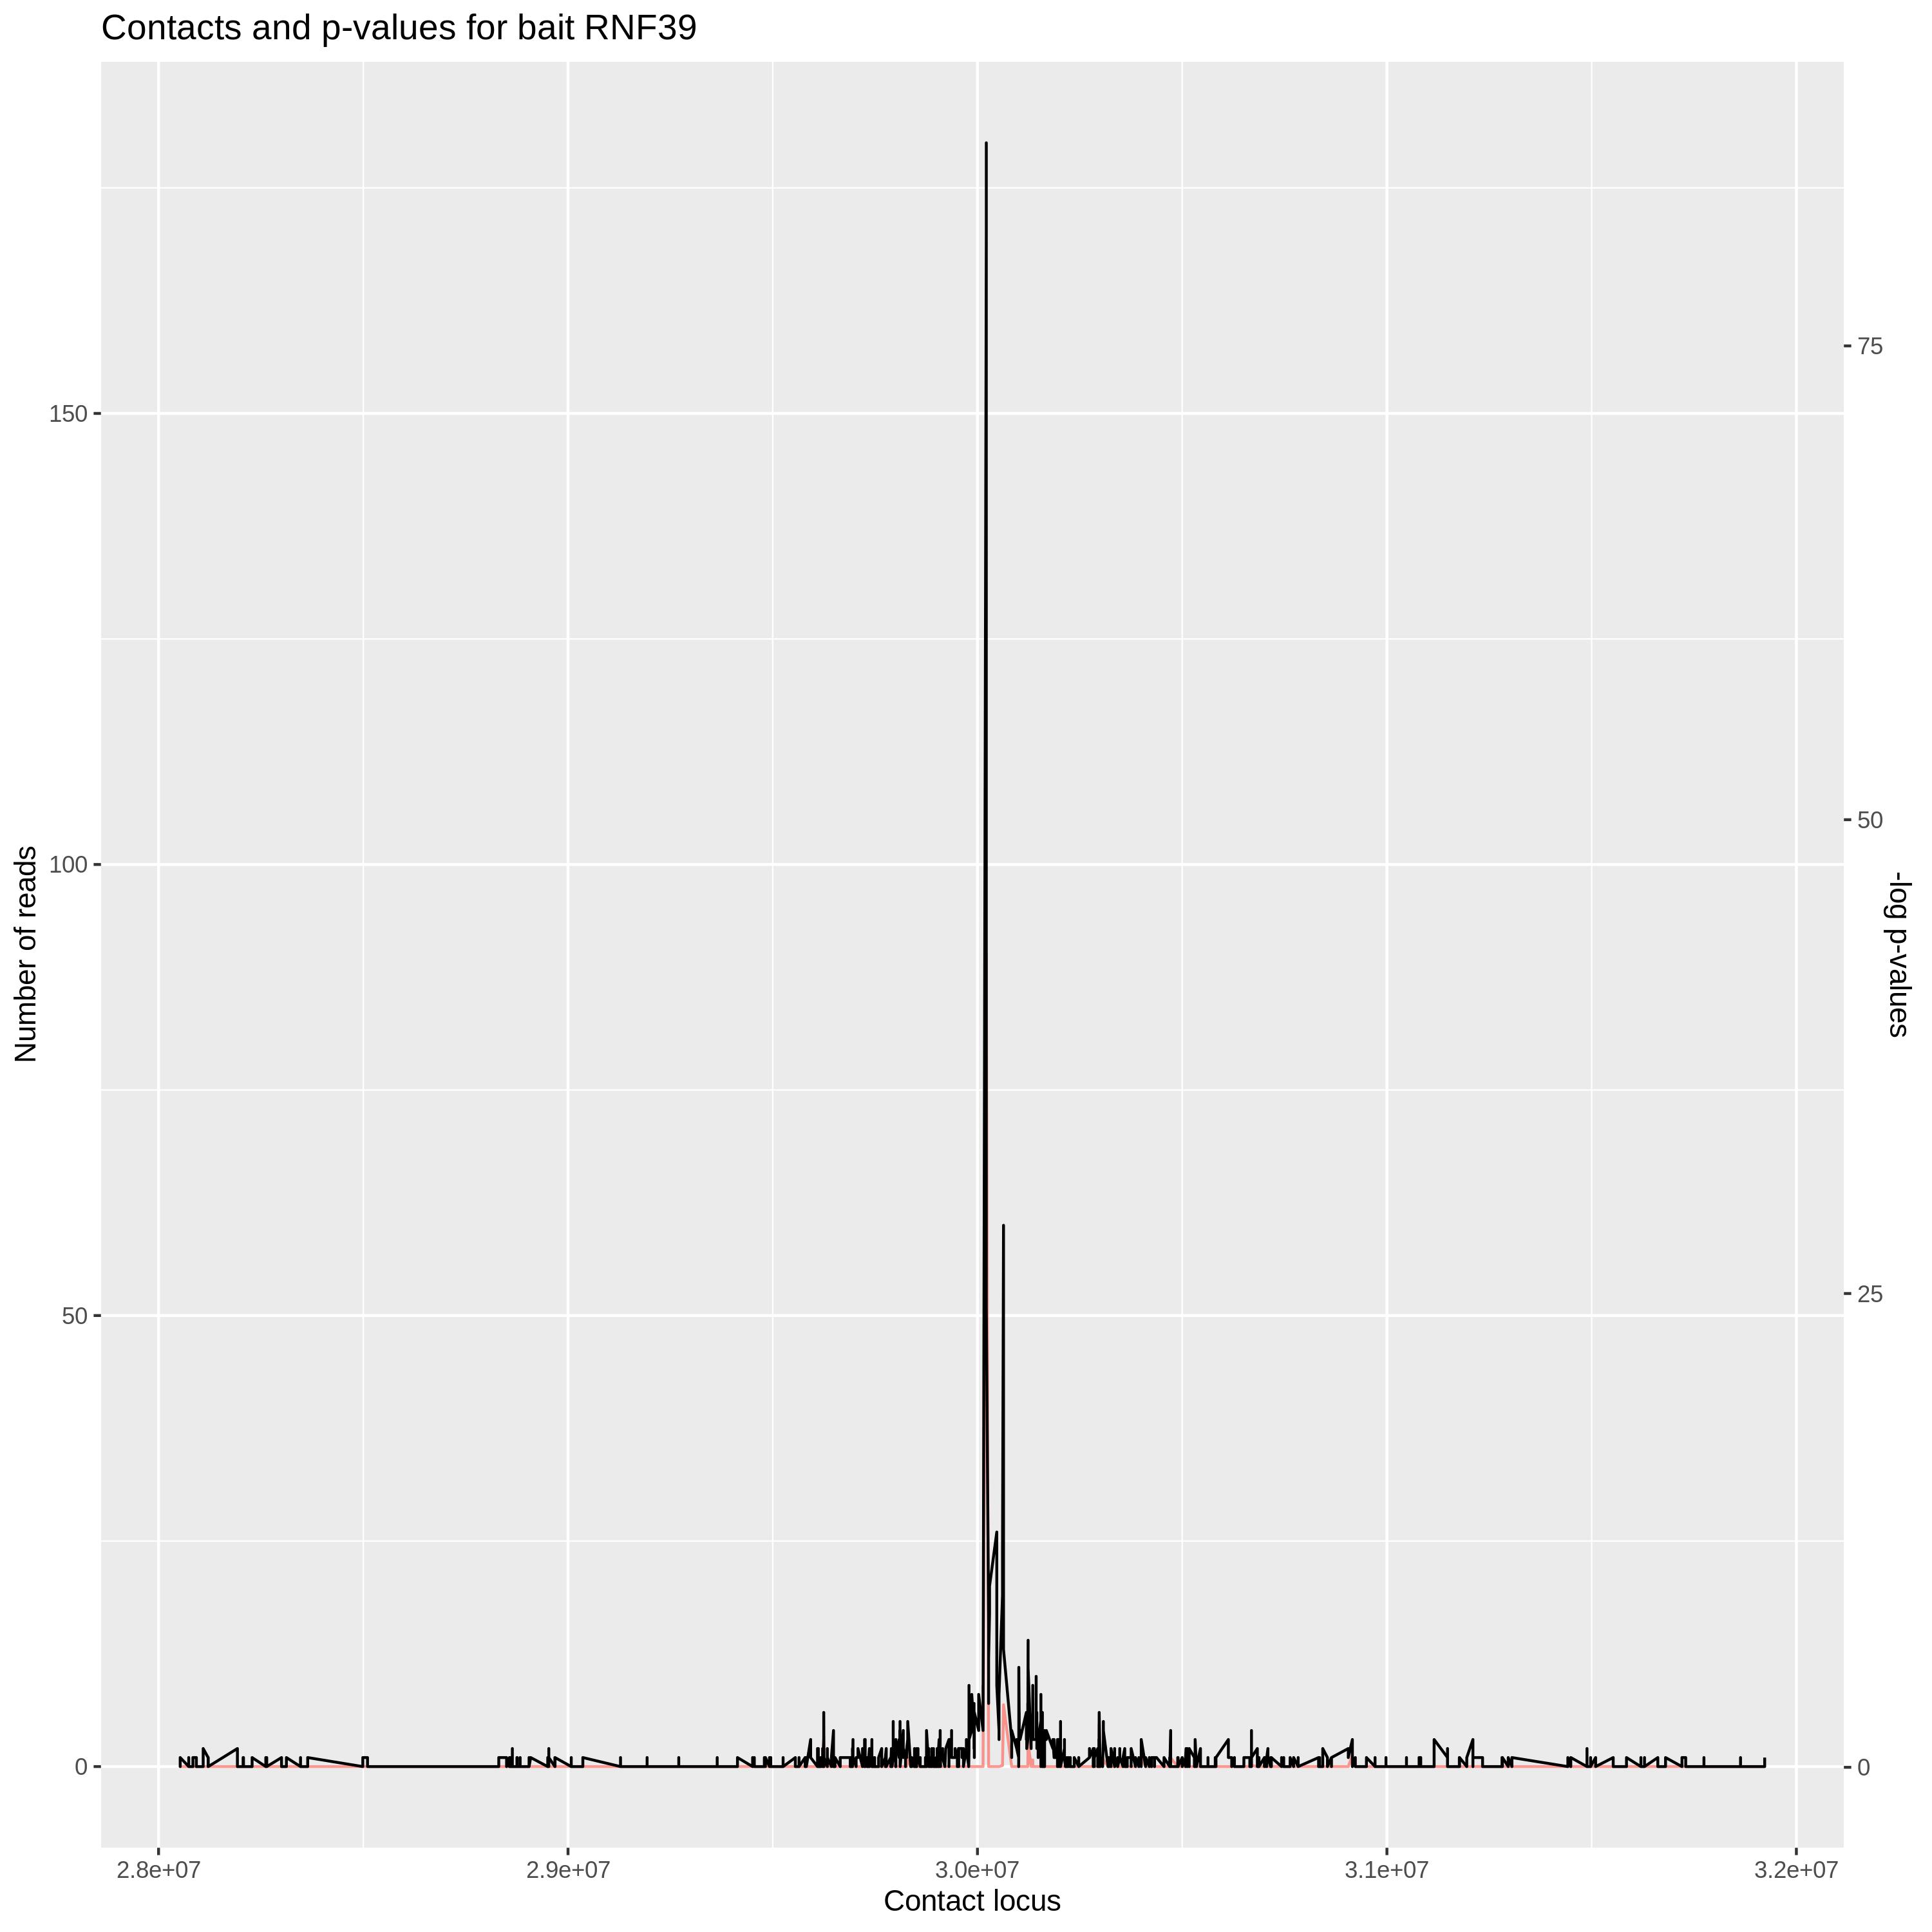 Contacts and p-values for bait RNF39
Number of reads
150
100
50
0
75
50
25
0
-log p-values
2.8e+07
2.9e+07
3.0e+07
3.1e+07
3.2e+07
Contact locus